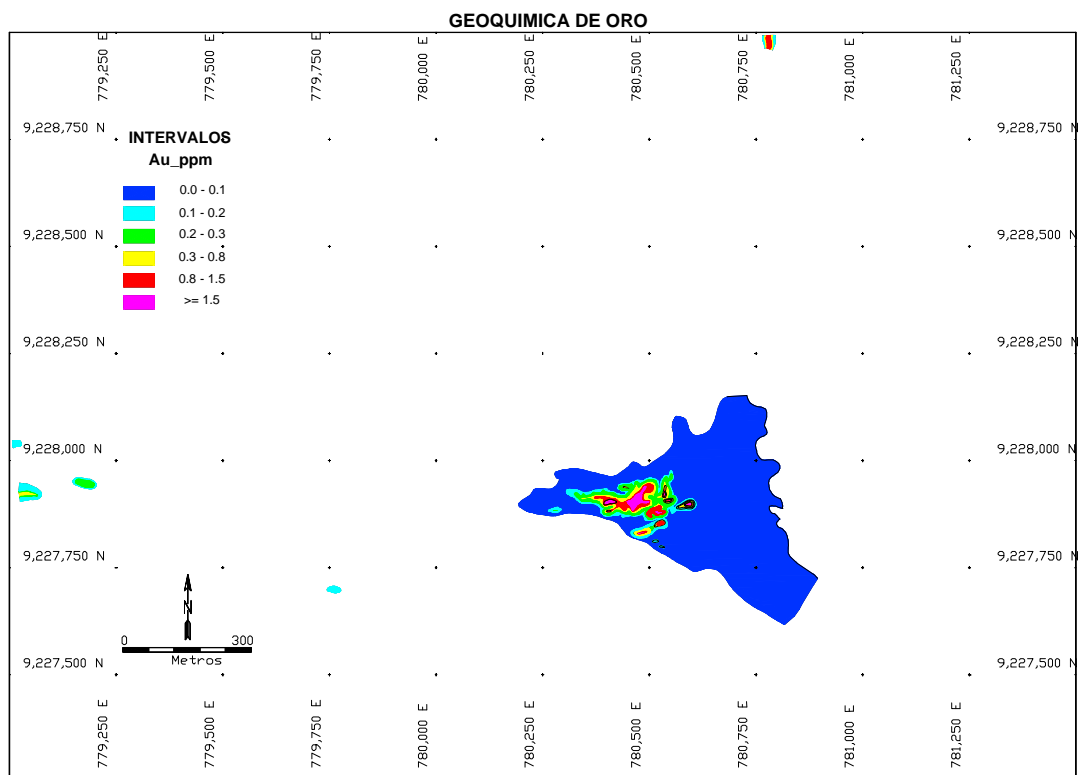 GEOQUIMICA DE ORO
779,250 E
779,500 E
779,750 E
780,000 E
780,250 E
780,500 E
780,750 E
781,000 E
781,250 E
9,228,750 N
9,228,750 N
INTERVALOS
Au_ppm
0.0 - 0.1
0.1 - 0.2
0.2 - 0.3
0.3 - 0.8
0.8 - 1.5
>= 1.5
9,228,500 N
9,228,500 N
9,228,250 N
9,228,250 N
9,228,000 N
9,228,000 N
9,227,750 N
9,227,750 N
N
0 300
Metros
9,227,500 N
9,227,500 N
779,250 E
779,500 E
779,750 E
780,000 E
780,250 E
780,500 E
780,750 E
781,000 E
781,250 E